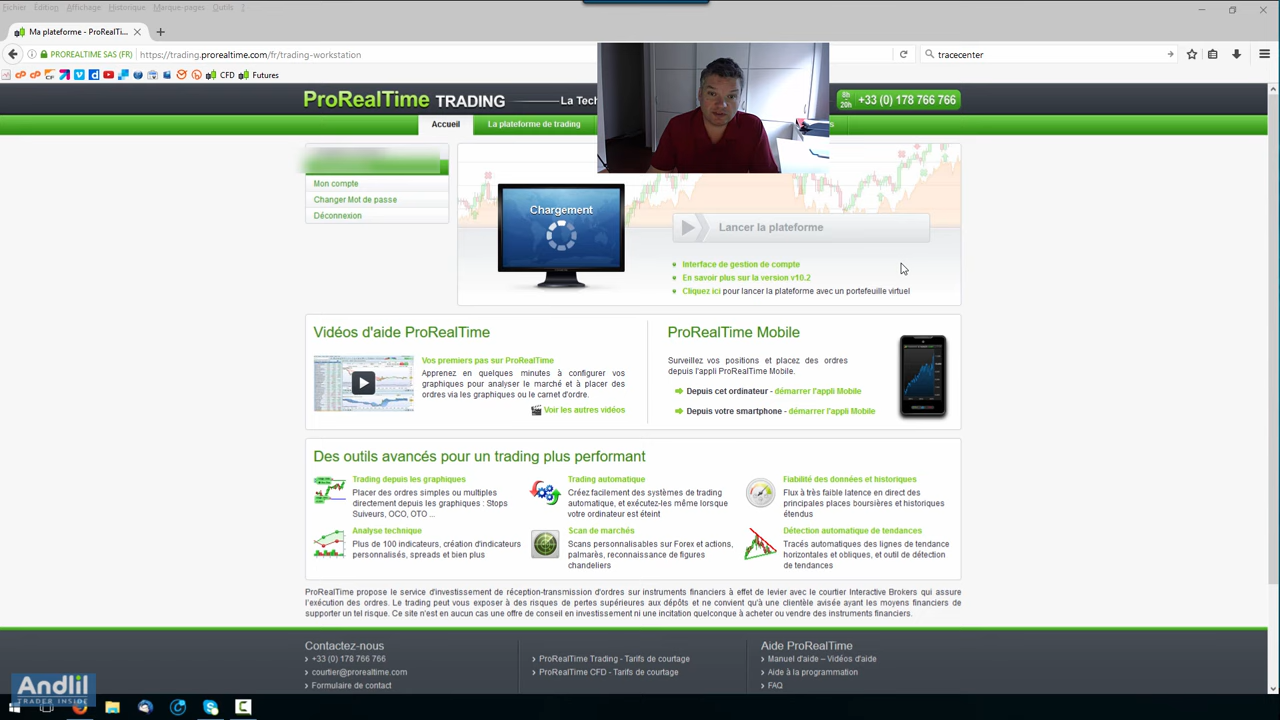 Fichier Édition Affichage Historique Marque-pages Outils ?
Ma plateforme - ProRealTi...
PROREALTIME SAS (FR) https://trading.prorealtime.com/fr/trading-workstation
tracecenter
CFD Futures
ProRealTime TRADING
La Tech
8h 20h +33 (0) 178 766 766
Accueil
La plateforme de trading
Mon compte
Changer Mot de passe
Déconnexion
Chargement
Lancer la plateforme
Interface de gestion de compte
En savoir plus sur la version v10.2
Cliquez ici pour lancer la plateforme avec un portefeuille virtuel
Vidéos d'aide ProRealTime
Vos premiers pas sur ProRealTime
Apprenez en quelques minutes à configurer vos
graphiques pour analyser le marché et à placer des
ordres via les graphiques ou le carnet d'ordre.
Voir les autres vidéos
ProRealTime Mobile
Surveillez vos positions et placez des ordres
depuis l'appli ProRealTime Mobile.
Depuis cet ordinateur - démarrer l'appli Mobile
Depuis votre smartphone - démarrer l'appli Mobile
Des outils avancés pour un trading plus performant
Trading depuis les graphiques
Placer des ordres simples ou multiples
directement depuis les graphiques : Stops
Suiveurs, OCO, OTO ...
Trading automatique
Créez facilement des systèmes de trading
automatique, et exécutez-les même lorsque
votre ordinateur est éteint
Fiabilité des données et historiques
Flux à très faible latence en direct des
principales places boursières et historiques
étendus
Analyse technique
Plus de 100 indicateurs, création d'indicateurs
personnalisés, spreads et bien plus
Scan de marchés
Scans personnalisables sur Forex et actions,
palmarès, reconnaissance de figures
chandeliers
Détection automatique de tendances
Tracés automatiques des lignes de tendance
horizontales et obliques, et outil de détection
de tendances
ProRealTime propose le service d'investissement de réception-transmission d'ordres sur instruments financiers à effet de levier avec le courtier Interactive Brokers qui assure
l'exécution des ordres. Le trading peut vous exposer à des risques de pertes supérieures aux dépôts et ne convient qu'à une clientèle avisée ayant les moyens financiers de
supporter un tel risque. Ce site n'est en aucun cas une offre de conseil en investissement ni une incitation quelconque à acheter ou vendre des instruments financiers.
Contactez-nous
+33 (0) 178 766 766
courtier@prorealtime.com
Formulaire de contact
ProRealTime Trading - Tarifs de courtage
ProRealTime CFD - Tarifs de courtage
Aide ProRealTime
Manuel d'aide – Vidéos d'aide
Aide à la programmation
FAQ
Andlil
TRADER INSIDE